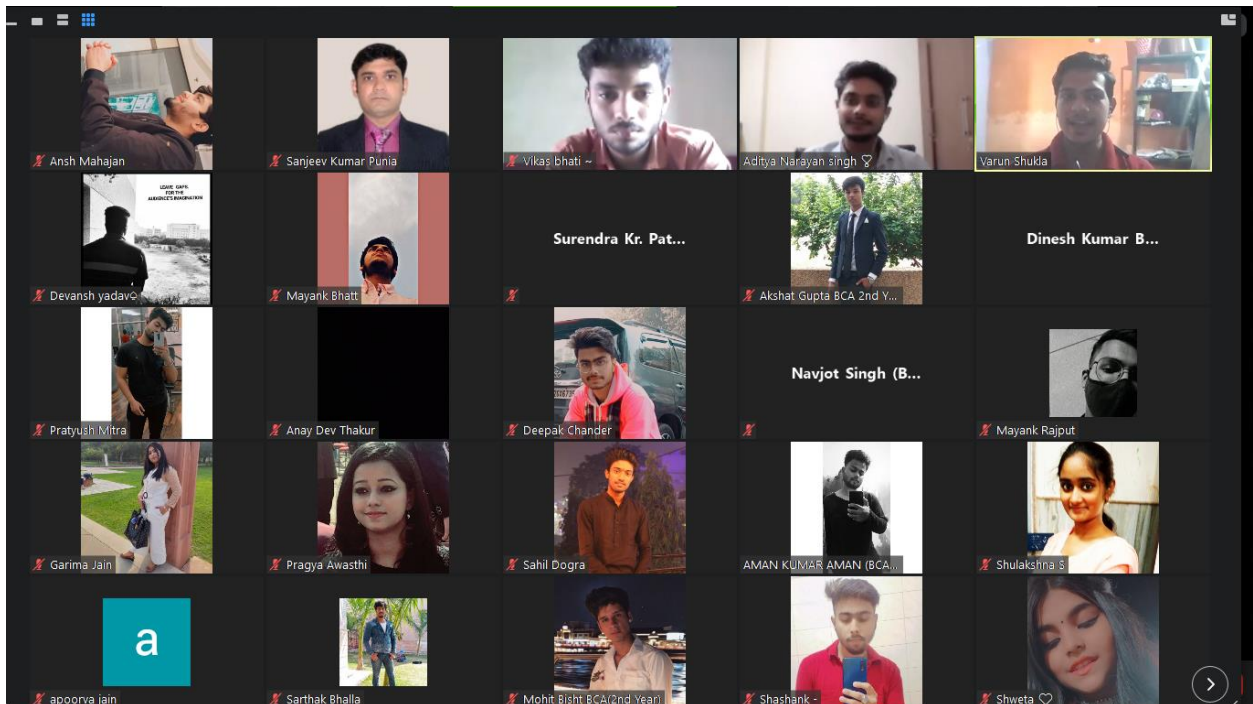 Ansh Mahajan
Sanjeev Kumar Punia
Vikas bhati ~
Aditya Narayan singh
Varun Shukla
LEAVE GAPS
FOR THE
AUDIENCE'S IMAGINATION
Devansh yadav
Mayank Bhatt
Surendra Kr. Pat...
Akshat Gupta BCA 2nd Y...
Dinesh Kumar B...
Pratyush Mitra
Anay Dev Thakur
Deepak Chander
Navjot Singh (B...
Mayank Rajput
Garima Jain
Pragya Awasthi
Sahil Dogra
AMAN KUMAR AMAN (BCA...
Shulakshna S
a
apoorva jain
Sarthak Bhalla
Mohit Bisht BCA(2nd Year)
Shashank -
Shweta ♡